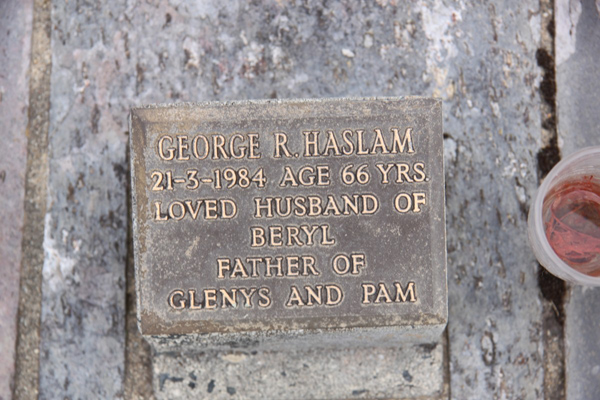 GEORGE R. HASLAM
21-3-1984 AGE 66 YRS.
LOVED HUSBAND OF
BERYL
FATHER OF
GLENYS AND PAM